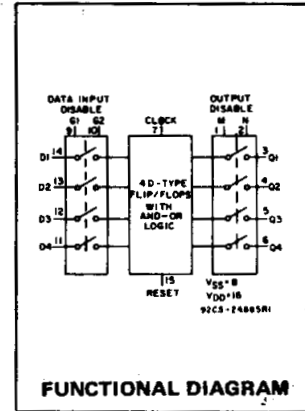 DATA INPUT
DISABLE
G1 G2
9 10
CLOCK
7
OUTPUT
DISABLE
M N
1 2
D1 14
D2 13
D3 12
D4 11
4 D-TYPE
FLIP/FLOPS
WITH
AND-OR
LOGIC
3 Q1
4 Q2
5 Q3
6 Q4
15
RESET
VSS=8
VDD=16
92CS-24885R1
FUNCTIONAL DIAGRAM